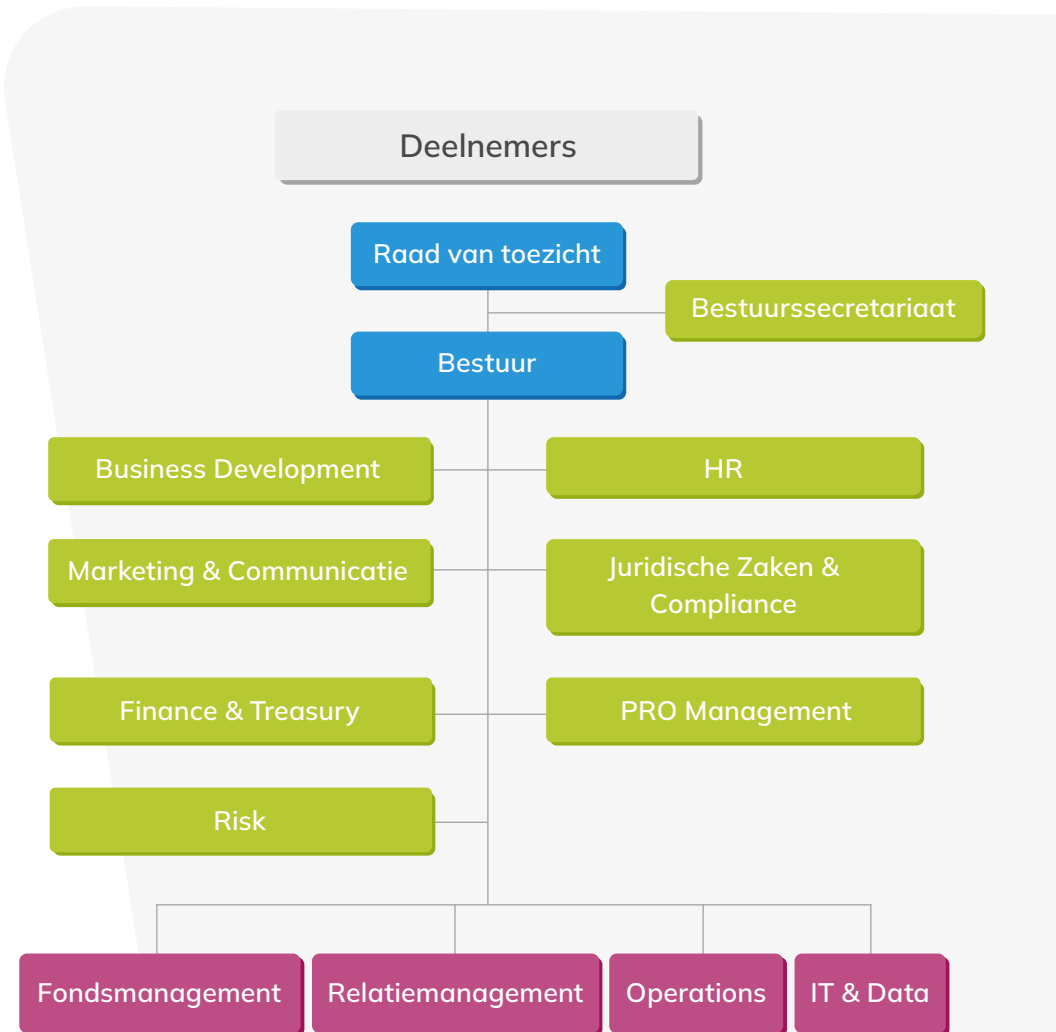 Deelnemers
Raad van toezicht
Bestuurssecretariaat
Bestuur
Business Development
HR
Marketing & Communicatie
Juridische Zaken &
Compliance
Finance & Treasury
PRO Management
Risk
Fondsmanagement
Relatiemanagement
Operations
IT & Data